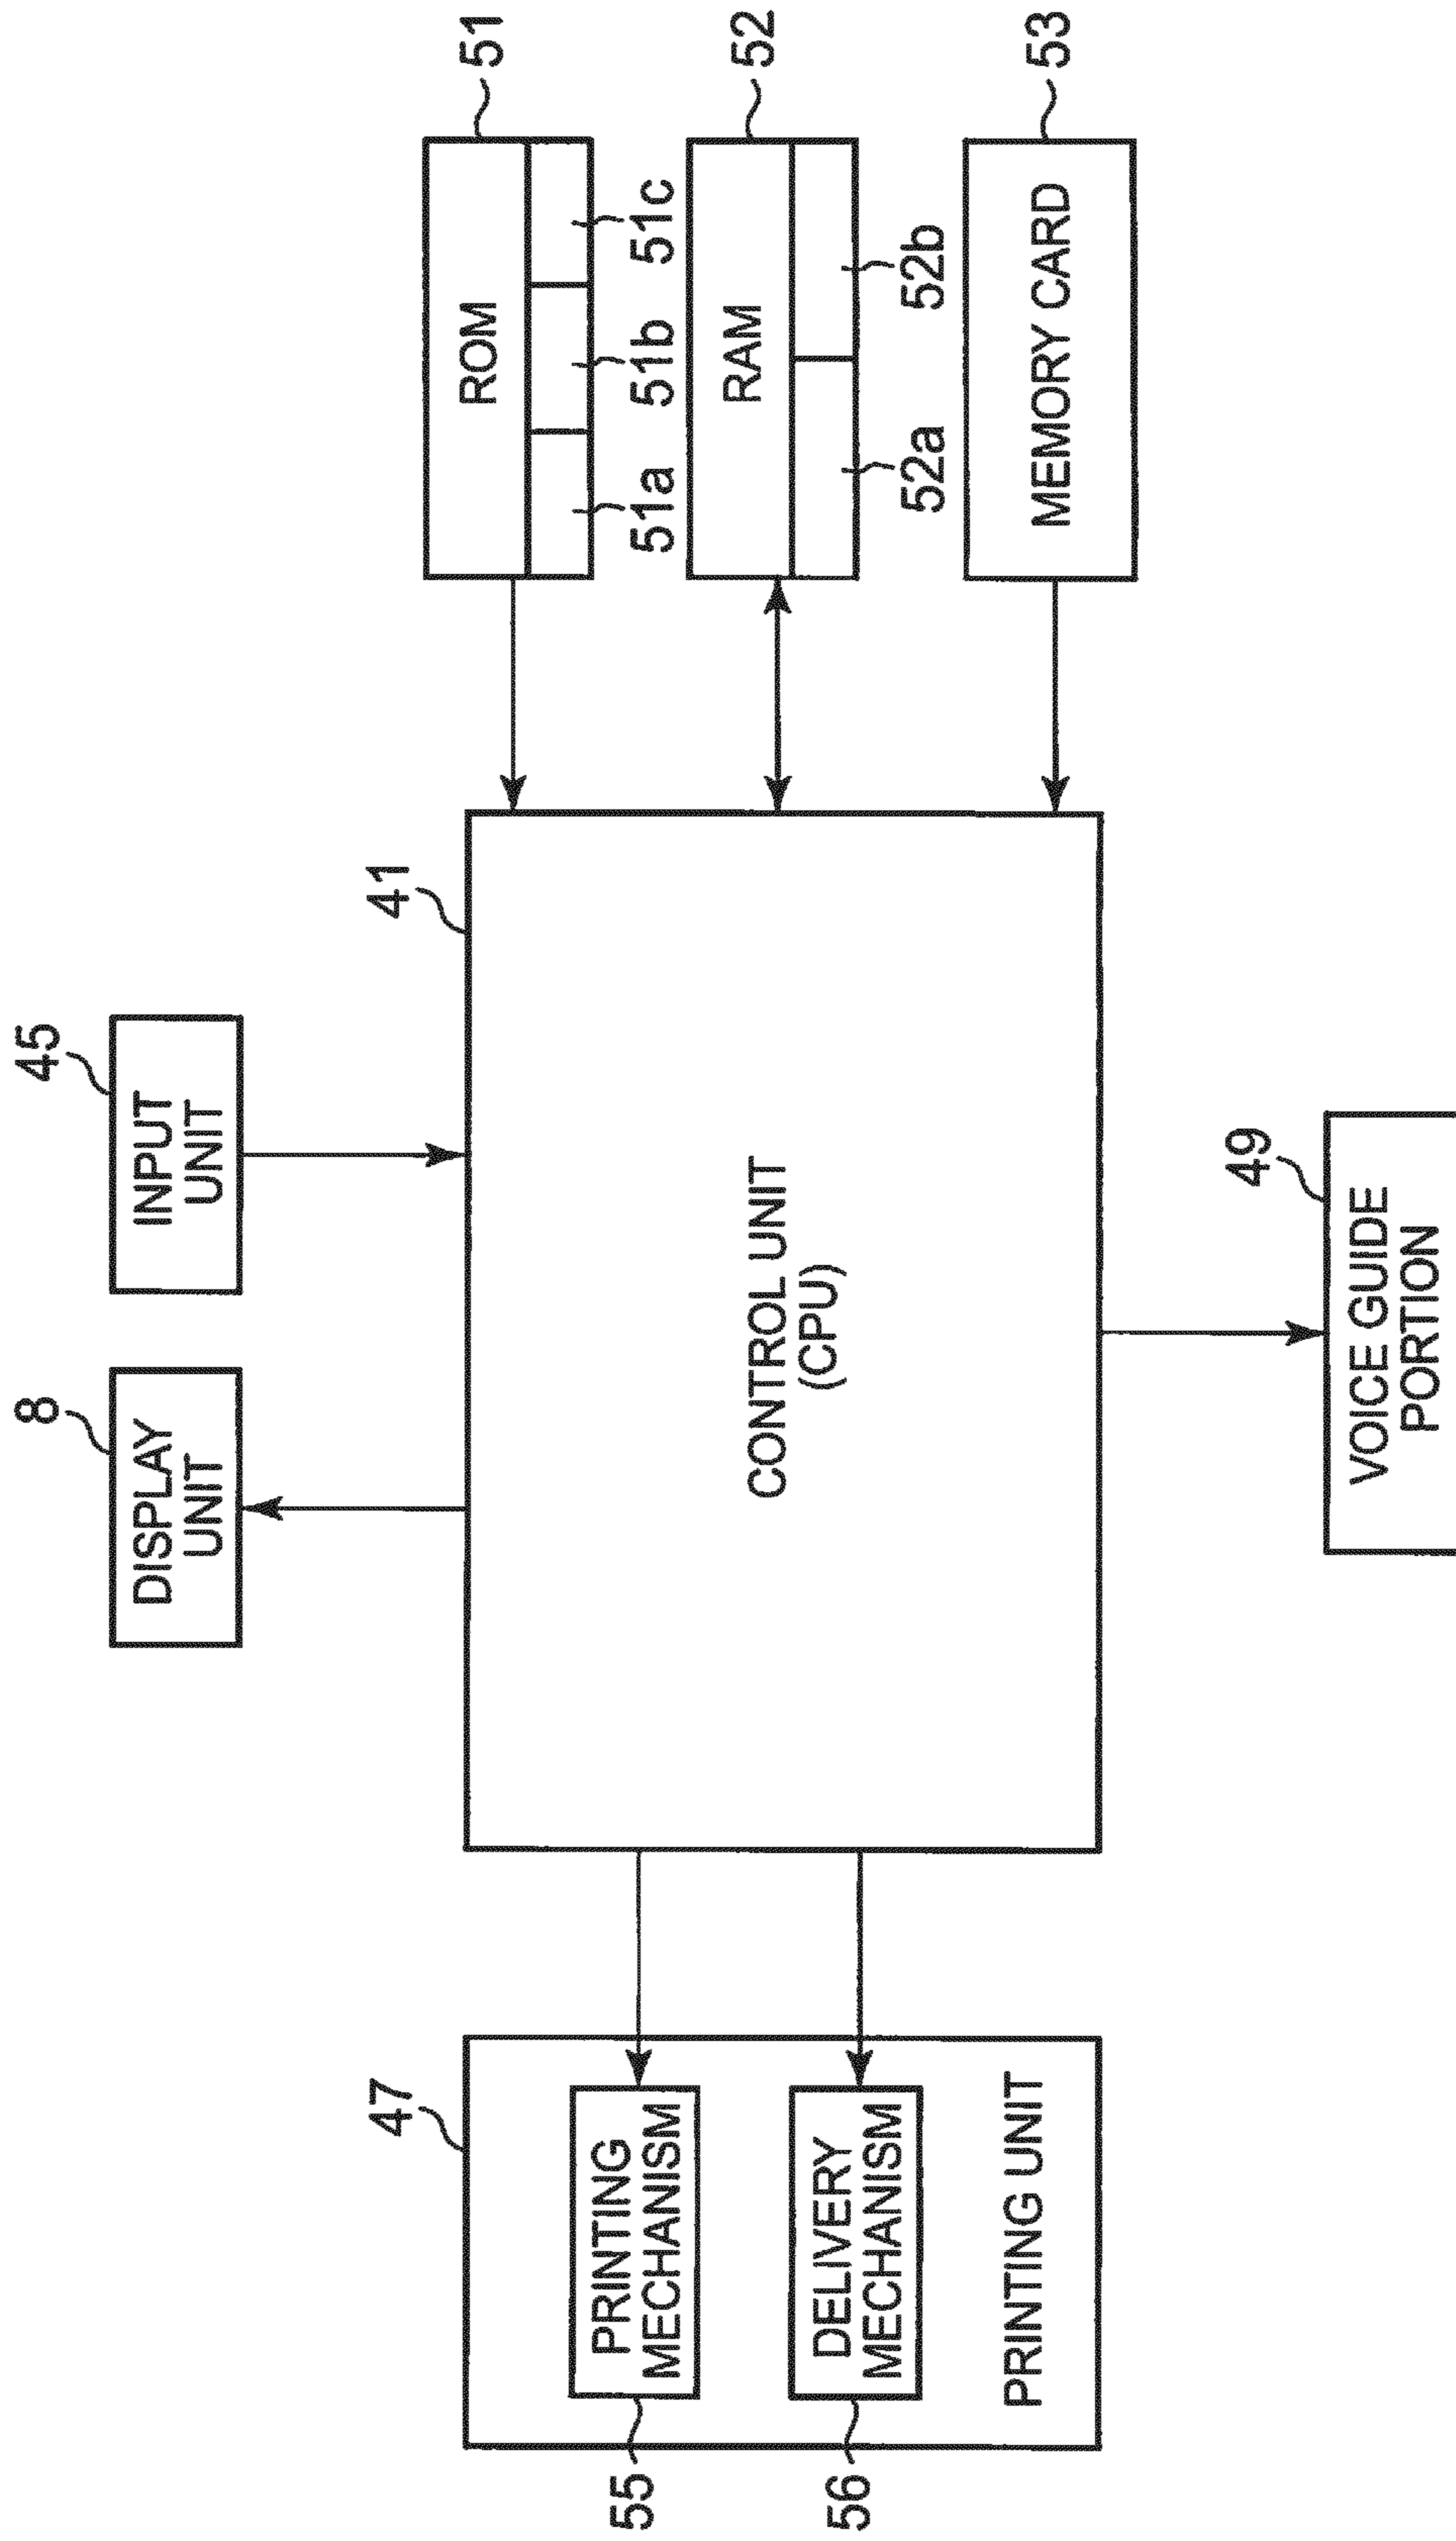 8
DISPLAY
UNIT
45
INPUT
UNIT
47
PRINTING
MECHANISM
55
DELIVERY
MECHANISM
56
PRINTING UNIT
41
CONTROL UNIT
(CPU)
51
ROM
51a
51b
51c
52
RAM
52a
52b
53
MEMORY CARD
49
VOICE GUIDE
PORTION